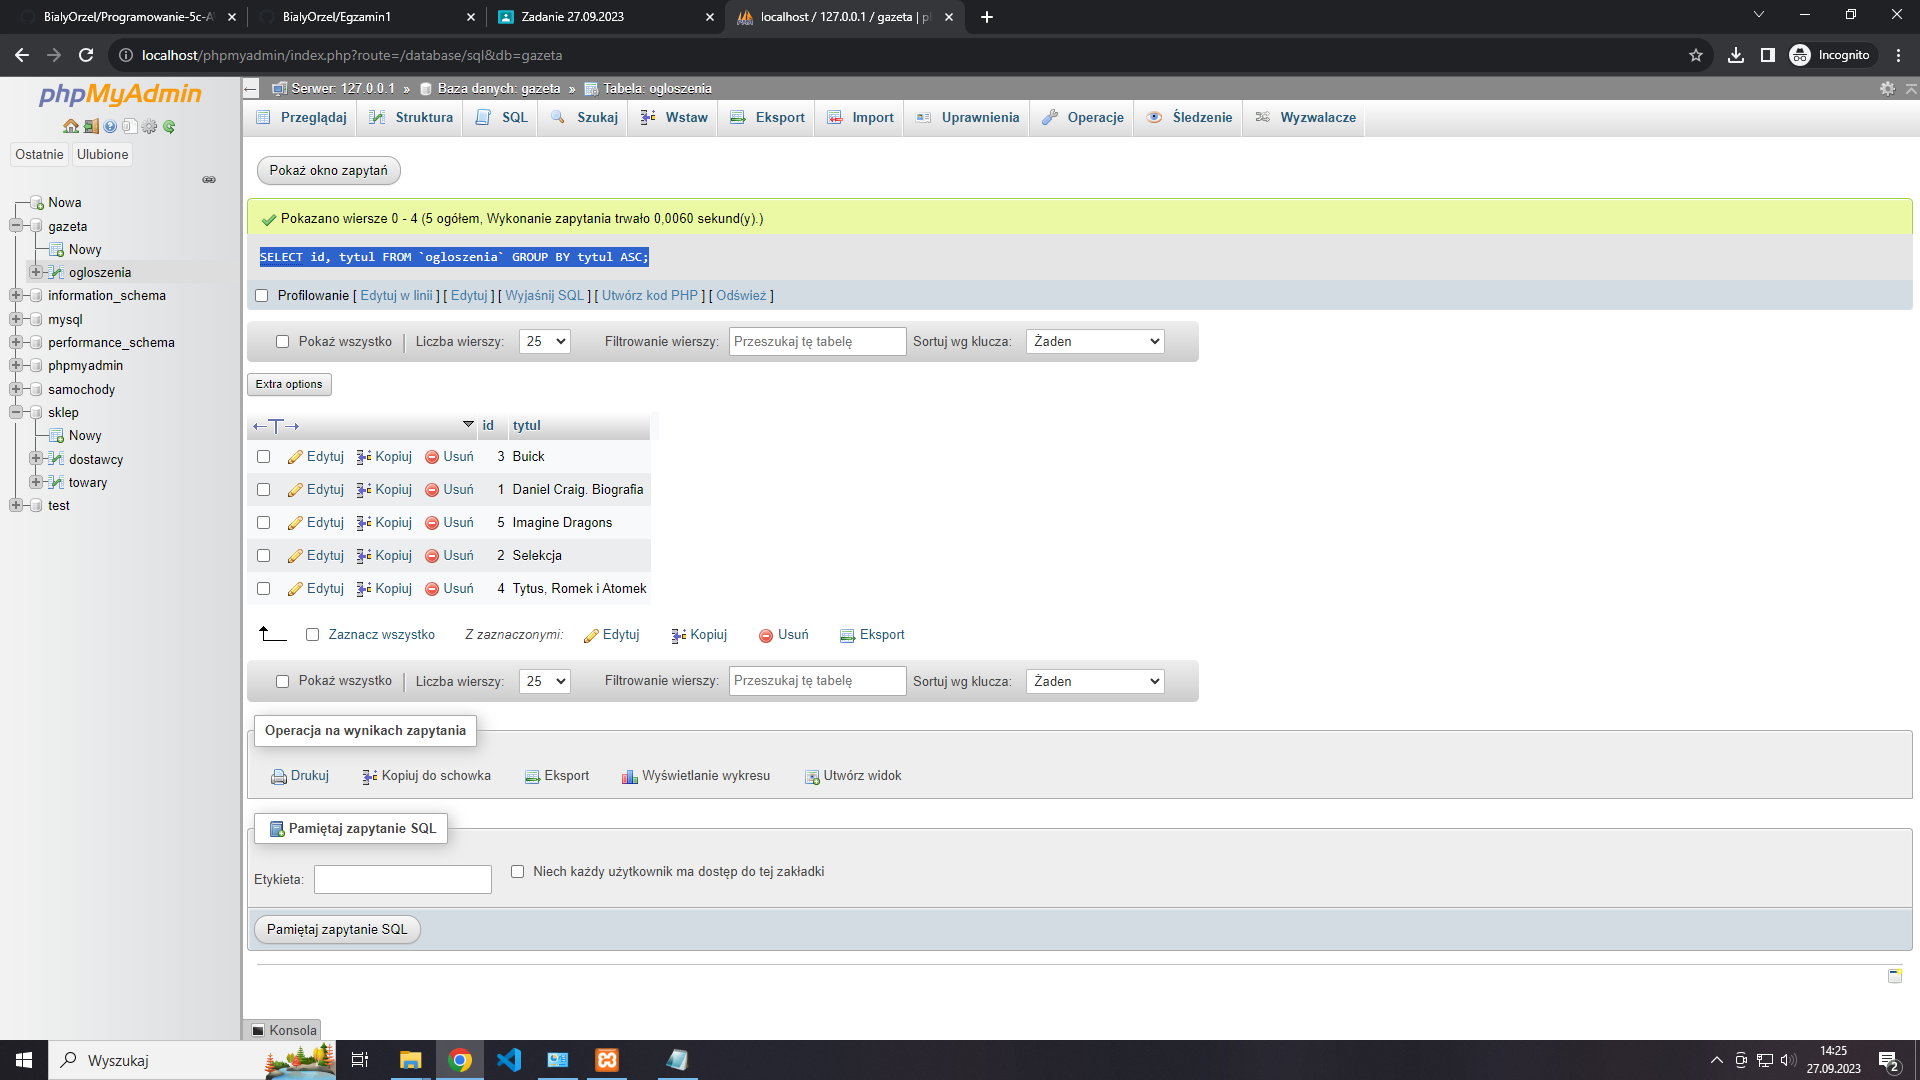 BialyOrzel/Programowanie-5c-A
BialyOrzel/Egzamin1
Zadanie 27.09.2023
localhost / 127.0.0.1 / gazeta | p
localhost/phpmyadmin/index.php?route=/database/sql&db=gazeta
Incognito
phpMyAdmin
Ostatnie
Ulubione
Nowa
gazeta
Nowy
ogloszenia
information_schema
mysql
performance_schema
phpmyadmin
samochody
sklep
Nowy
dostawcy
towary
test
Serwer: 127.0.0.1 » Baza danych: gazeta » Tabela: ogloszenia
Przeglądaj
Struktura
SQL
Szukaj
Wstaw
Eksport
Import
Uprawnienia
Operacje
Śledzenie
Wyzwalacze
Pokaż okno zapytań
Pokazano wiersze 0 - 4 (5 ogółem, Wykonanie zapytania trwało 0,0060 sekund(y).)
SELECT id, tytul FROM `ogloszenia` GROUP BY tytul ASC;
Profilowanie [ Edytuj w linii ] [ Edytuj ] [ Wyjaśnij SQL ] [ Utwórz kod PHP ] [ Odśwież ]
Pokaż wszystko | Liczba wierszy: 25 Filtrowanie wierszy: Przeszukaj tę tabelę Sortuj wg klucza: Żaden
Extra options
←T→ id tytul
Edytuj Kopiuj Usuń 3 Buick
Edytuj Kopiuj Usuń 1 Daniel Craig. Biografia
Edytuj Kopiuj Usuń 5 Imagine Dragons
Edytuj Kopiuj Usuń 2 Selekcja
Edytuj Kopiuj Usuń 4 Tytus, Romek i Atomek
Zaznacz wszystko Z zaznaczonymi: Edytuj Kopiuj Usuń Eksport
Pokaż wszystko | Liczba wierszy: 25 Filtrowanie wierszy: Przeszukaj tę tabelę Sortuj wg klucza: Żaden
Operacja na wynikach zapytania
Drukuj Kopiuj do schowka Eksport Wyświetlanie wykresu Utwórz widok
Pamiętaj zapytanie SQL
Etykieta: Niech każdy użytkownik ma dostęp do tej zakładki
Pamiętaj zapytanie SQL
Konsola
Wyszukaj
14:25
27.09.2023
2